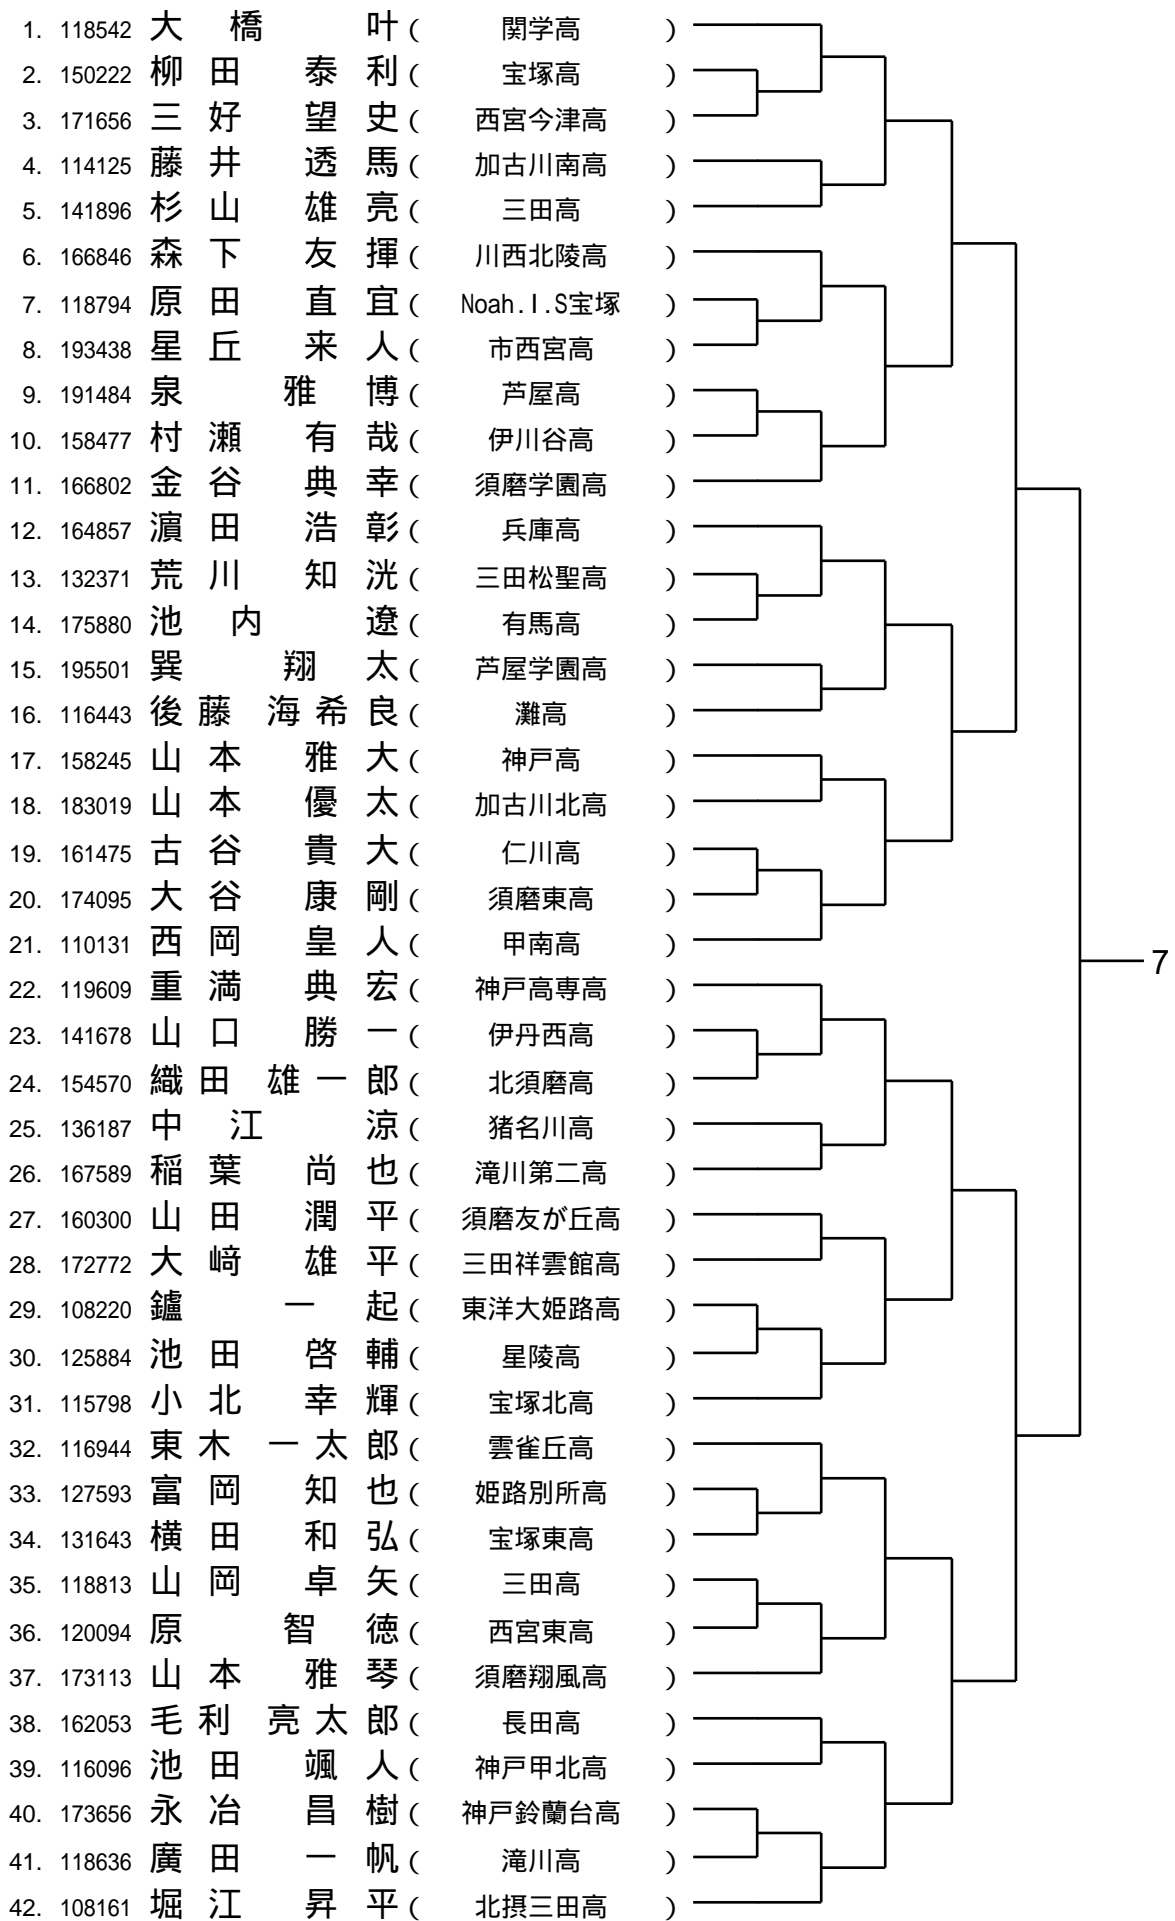 1. 118542 大橋 叶 ( 関学高 )
2. 150222 柳田 泰利 ( 宝塚高 )
3. 171656 三好 望史 ( 西宮今津高 )
4. 114125 藤井 透馬 ( 加古川南高 )
5. 141896 杉山 雄亮 ( 三田高 )
6. 166846 森下 友揮 ( 川西北陵高 )
7. 118794 原田 直宜 ( Noah.I.S宝塚 )
8. 193438 星丘 来人 ( 市西宮高 )
9. 191484 泉 雅博 ( 芦屋高 )
10. 158477 村瀬 有哉 ( 伊川谷高 )
11. 166802 金谷 典幸 ( 須磨学園高 )
12. 164857 濵田 浩彰 ( 兵庫高 )
13. 132371 荒川 知洸 ( 三田松聖高 )
14. 175880 池内 遼 ( 有馬高 )
15. 195501 巽 翔太 ( 芦屋学園高 )
16. 116443 後藤 海希良 ( 灘高 )
17. 158245 山本 雅大 ( 神戸高 )
18. 183019 山本 優太 ( 加古川北高 )
19. 161475 古谷 貴大 ( 仁川高 )
20. 174095 大谷 康剛 ( 須磨東高 )
21. 110131 西岡 皇人 ( 甲南高 )
7
22. 119609 重満 典宏 ( 神戸高専高 )
23. 141678 山口 勝一 ( 伊丹西高 )
24. 154570 織田 雄一郎 ( 北須磨高 )
25. 136187 中江 涼 ( 猪名川高 )
26. 167589 稲葉 尚也 ( 滝川第二高 )
27. 160300 山田 潤平 ( 須磨友が丘高 )
28. 172772 大﨑 雄平 ( 三田祥雲館高 )
29. 108220 鑪 一起 ( 東洋大姫路高 )
30. 125884 池田 啓輔 ( 星陵高 )
31. 115798 小北 幸輝 ( 宝塚北高 )
32. 116944 東木 一太郎 ( 雲雀丘高 )
33. 127593 富岡 知也 ( 姫路別所高 )
34. 131643 横田 和弘 ( 宝塚東高 )
35. 118813 山岡 卓矢 ( 三田高 )
36. 120094 原 智徳 ( 西宮東高 )
37. 173113 山本 雅琴 ( 須磨翔風高 )
38. 162053 毛利 亮太郎 ( 長田高 )
39. 116096 池田 颯人 ( 神戸甲北高 )
40. 173656 永冶 昌樹 ( 神戸鈴蘭台高 )
41. 118636 廣田 一帆 ( 滝川高 )
42. 108161 堀江 昇平 ( 北摂三田高 )